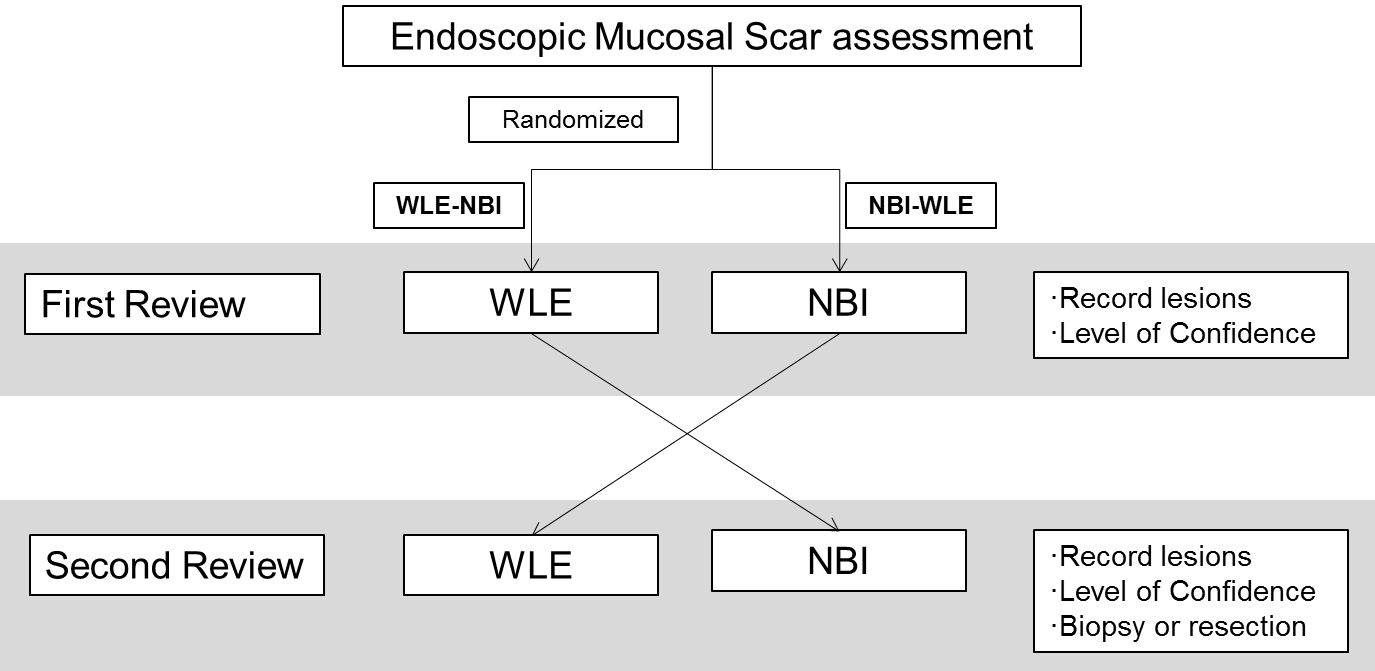 Endoscopic Mucosal Scar assessment
Randomized
WLE-NBI
NBI-WLE
First Review
WLE
NBI
·Record lesions
·Level of Confidence
Second Review
WLE
NBI
·Record lesions
·Level of Confidence
·Biopsy or resection